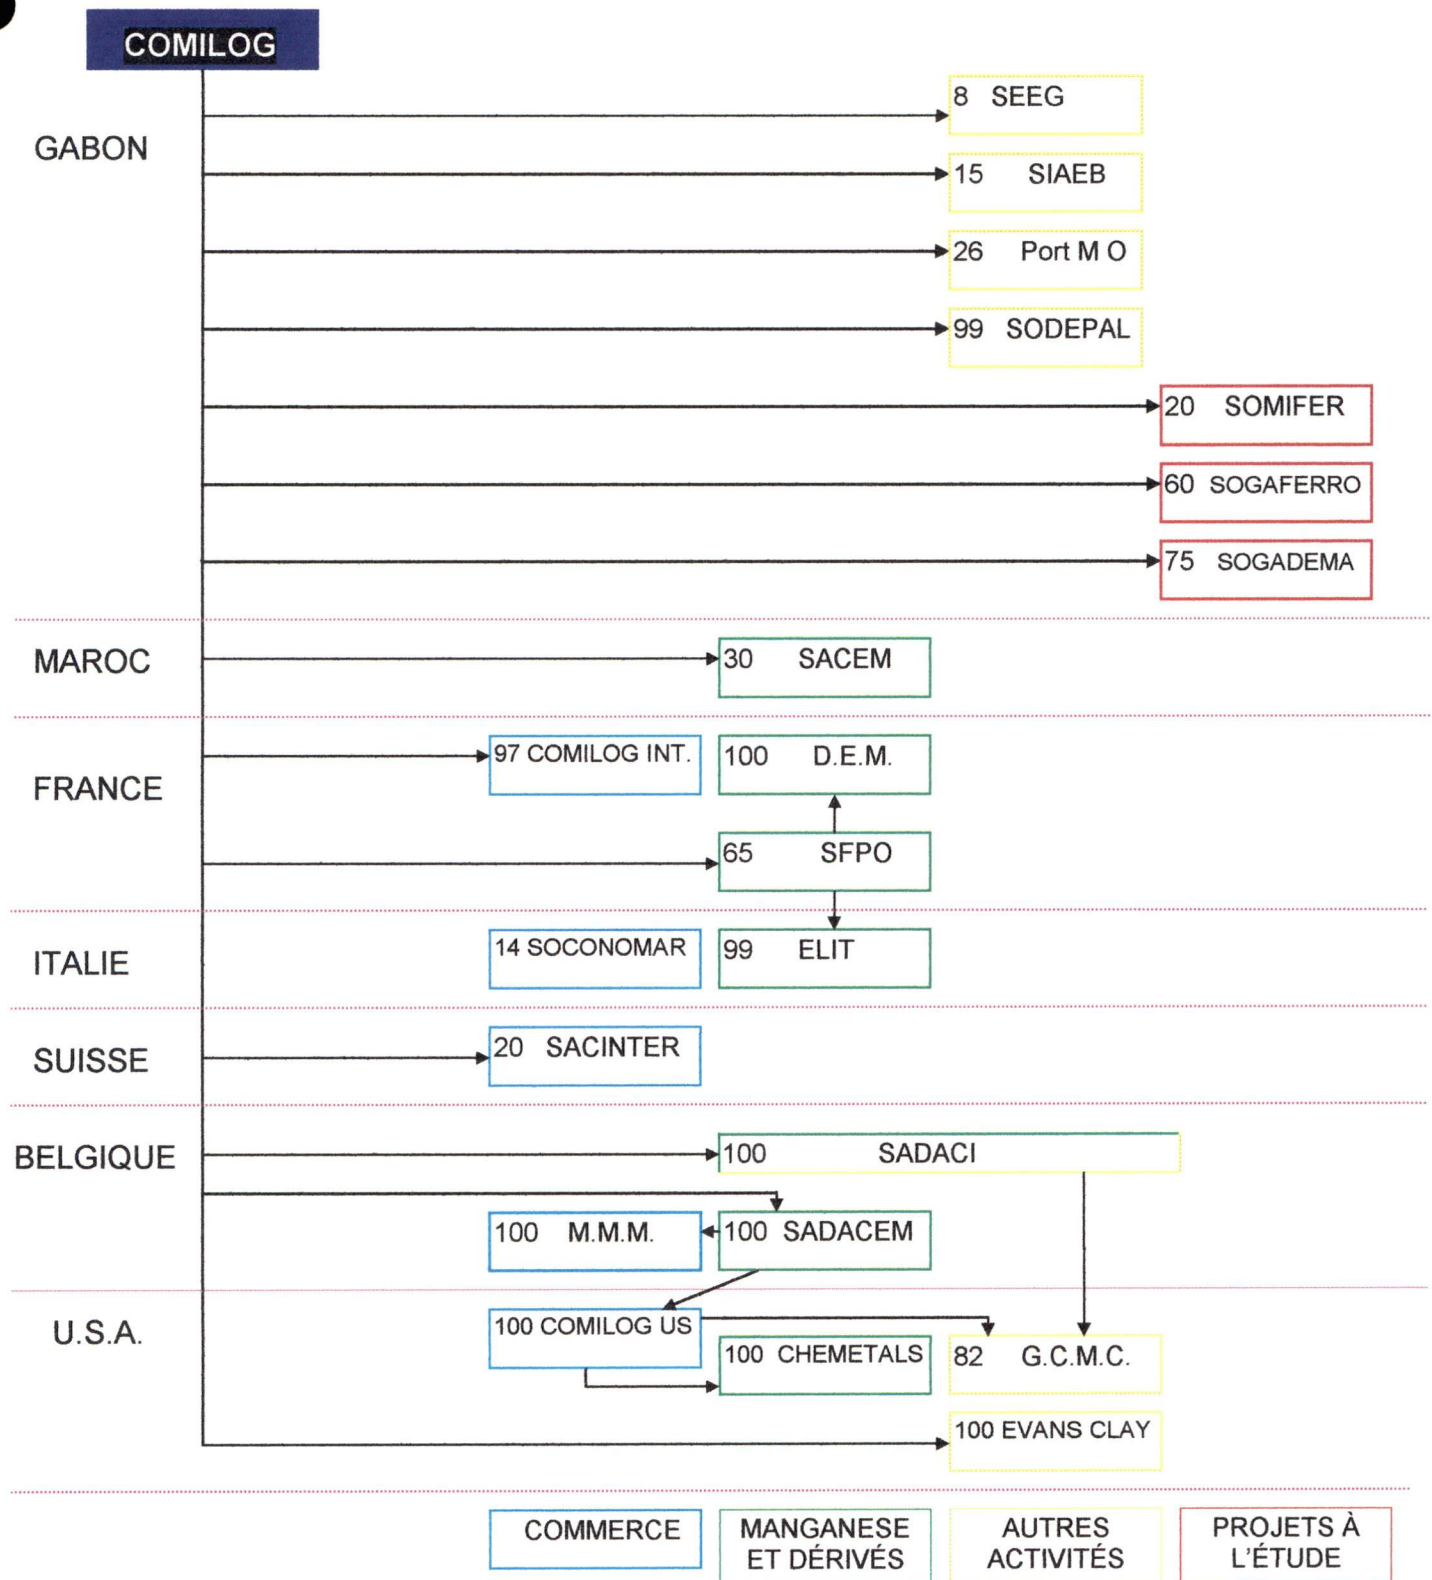 COMILOG
GABON
8 SEEG
15 SIAEB
26 Port M O
99 SODEPAL
20 SOMIFER
60 SOGAFERRO
75 SOGADEMA
MAROC
30 SACEM
FRANCE
97 COMILOG INT.
100 D.E.M.
65 SFPO
ITALIE
14 SOCONOMAR
99 ELIT
SUISSE
20 SACINTER
BELGIQUE
100 SADACI
100 M.M.M.
100 SADACEM
U.S.A.
100 COMILOG US
100 CHEMETALS
82 G.C.M.C.
100 EVANS CLAY
COMMERCE
MANGANESE
ET DÉRIVÉS
AUTRES
ACTIVITÉS
PROJETS À
L'ÉTUDE